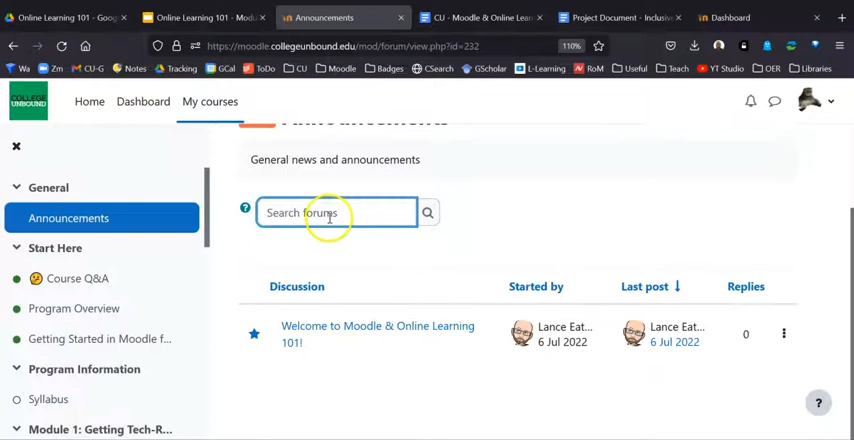 Online Learning 101 - Goog
Online Learning 101 - Modu
Announcements
CU - Moodle & Online Lear
Project Document - Inclusive
Dashboard
https://moodle.collegeunbound.edu/mod/forum/view.php?id=232
110%
Wa
Zm
CU-G
Notes
Tracking
GCal
ToDo
CU
Moodle
Badges
CSearch
GScholar
L-Learning
RoM
Useful
Teach
YT Studio
OER
Libraries
COLLEGE
UNBOUND
Home
Dashboard
My courses
General
Announcements
Start Here
Course Q&A
Program Overview
Getting Started in Moodle f...
Program Information
Syllabus
Module 1: Getting Tech-R...
Announcements
General news and announcements
Search forums
Discussion
Started by
Last post
Replies
Welcome to Moodle & Online Learning
101!
Lance Eat...
6 Jul 2022
Lance Eat...
6 Jul 2022
0
?